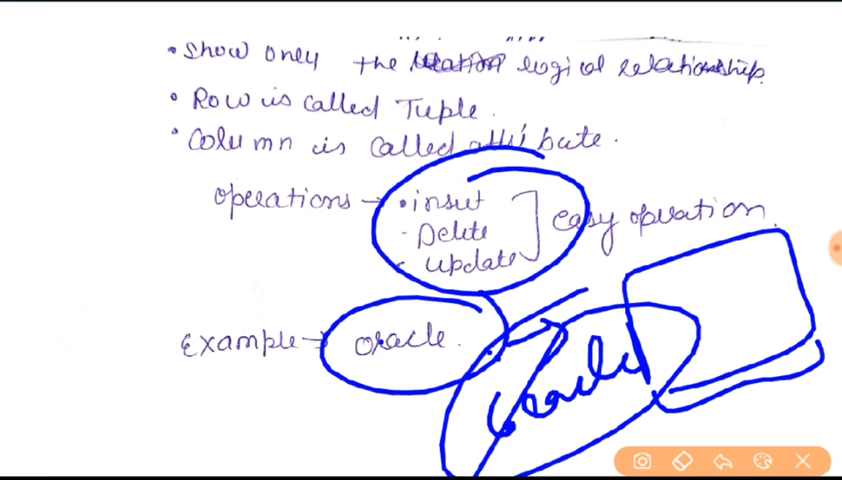 • Show only the logical relationship.
• Row is called Tuple.
• Column is called attribute.
operations → • insert
- Delete
- update
easy operation.
Example → oracle.
Oracle